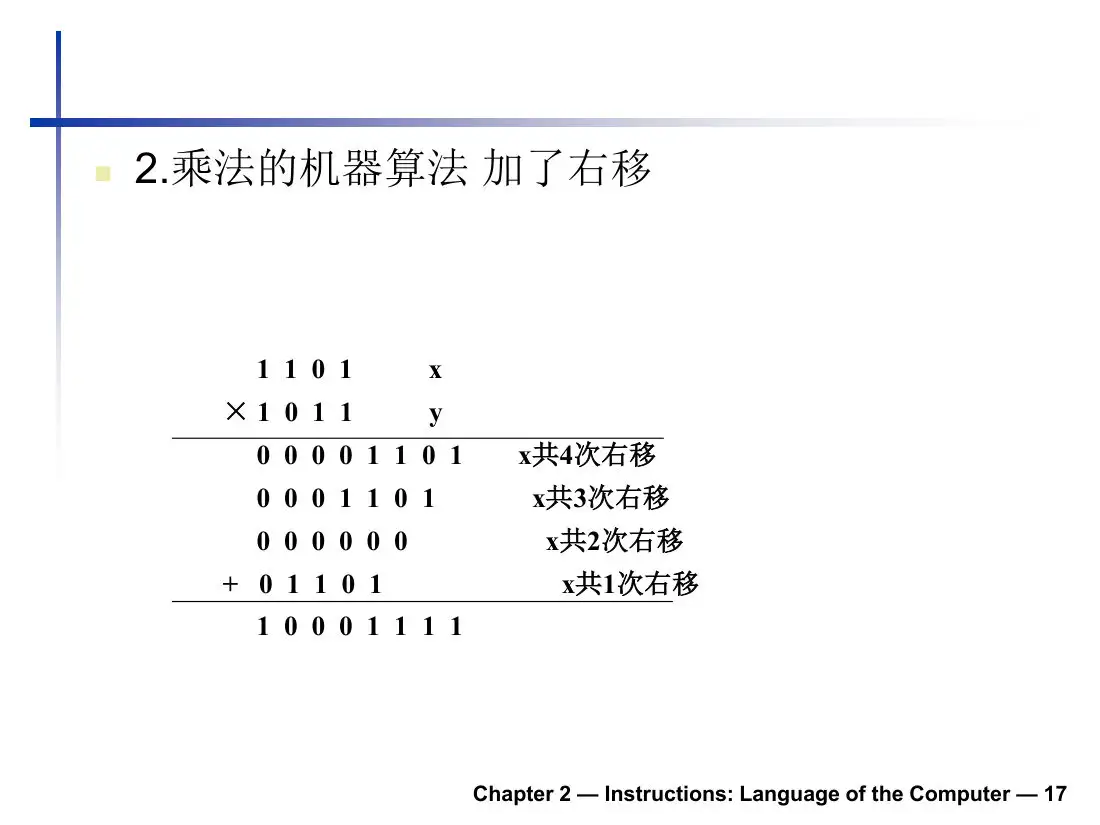 2.乘法的机器算法 加了右移
1 1 0 1 x
×1 0 1 1 y
0 0 0 0 1 1 0 1 x共4次右移
0 0 0 1 1 0 1 x共3次右移
0 0 0 0 0 0 x共2次右移
+ 0 1 1 0 1 x共1次右移
1 0 0 0 1 1 1 1
Chapter 2 — Instructions: Language of the Computer — 17